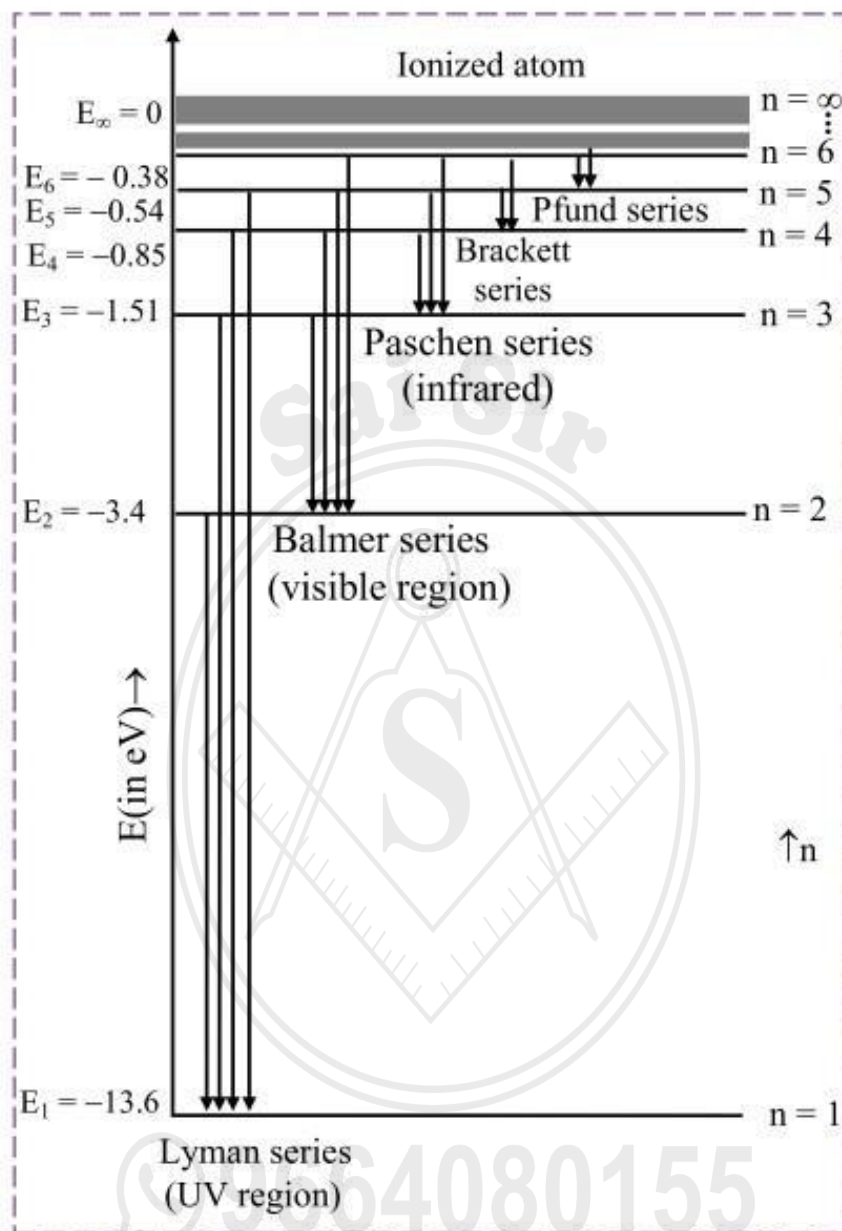 Ionized atom
E∞ = 0
n = ∞
n = 6
E₆ = – 0.38
n = 5
E₅ = –0.54
Pfund series
n = 4
E₄ = –0.85
Brackett
series
E₃ = –1.51
n = 3
Paschen series
(infrared)
Sai Sir
E₂ = –3.4
n = 2
Balmer series
(visible region)
S
E(in eV)→
↑n
E₁ = –13.6
n = 1
Lyman series
(UV region)
9664080155